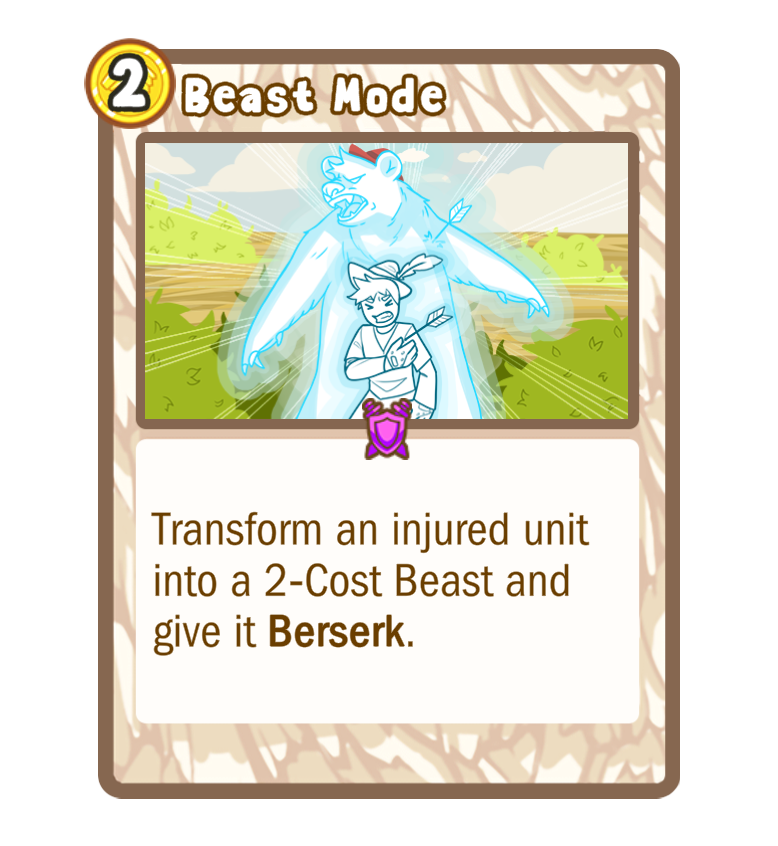 2
Beast Mode
Transform an injured unit
into a 2-Cost Beast and
give it Berserk.